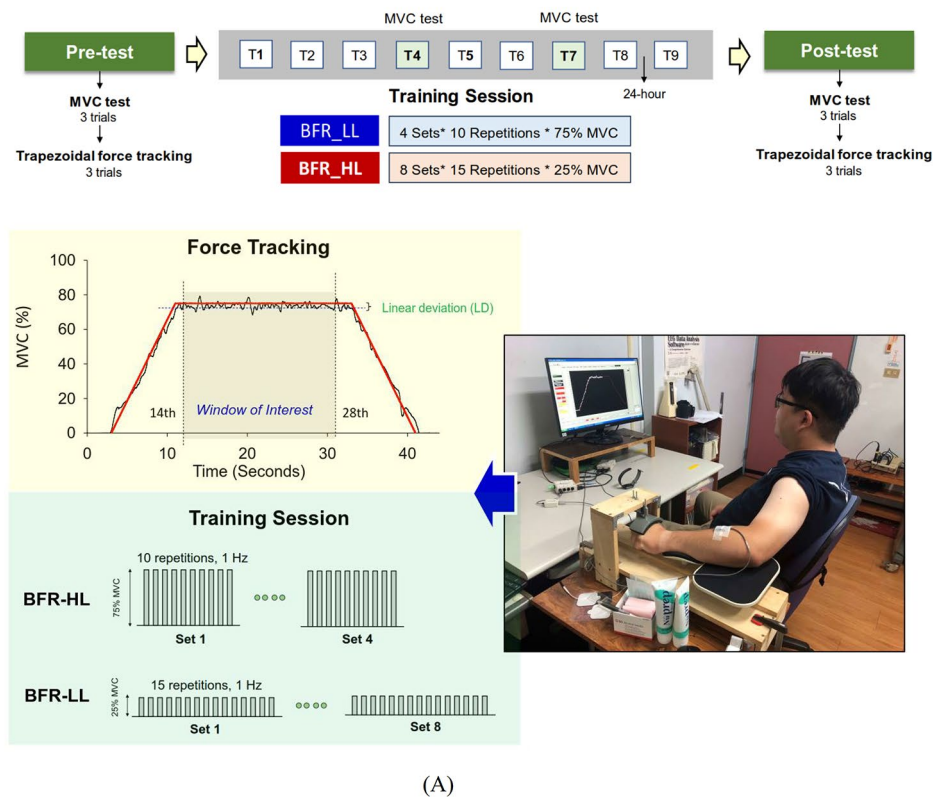 MVC test
MVC test
Pre-test
T1
T2
T3
T4
T5
T6
T7
T8
T9
Post-test
24-hour
MVC test
3 trials
Trapezoidal force tracking
3 trials
Training Session
BFR_LL
4 Sets* 10 Repetitions * 75% MVC
BFR_HL
8 Sets* 15 Repetitions * 25% MVC
MVC test
3 trials
Trapezoidal force tracking
3 trials
Force Tracking
MVC (%)
100
80
60
40
20
0
Linear deviation (LD)
14th
Window of Interest
28th
0
10
20
30
40
Time (Seconds)
Training Session
10 repetitions, 1 Hz
BFR-HL
75% MVC
Set 1
Set 4
15 repetitions, 1 Hz
BFR-LL
25% MVC
Set 1
Set 8
(A)